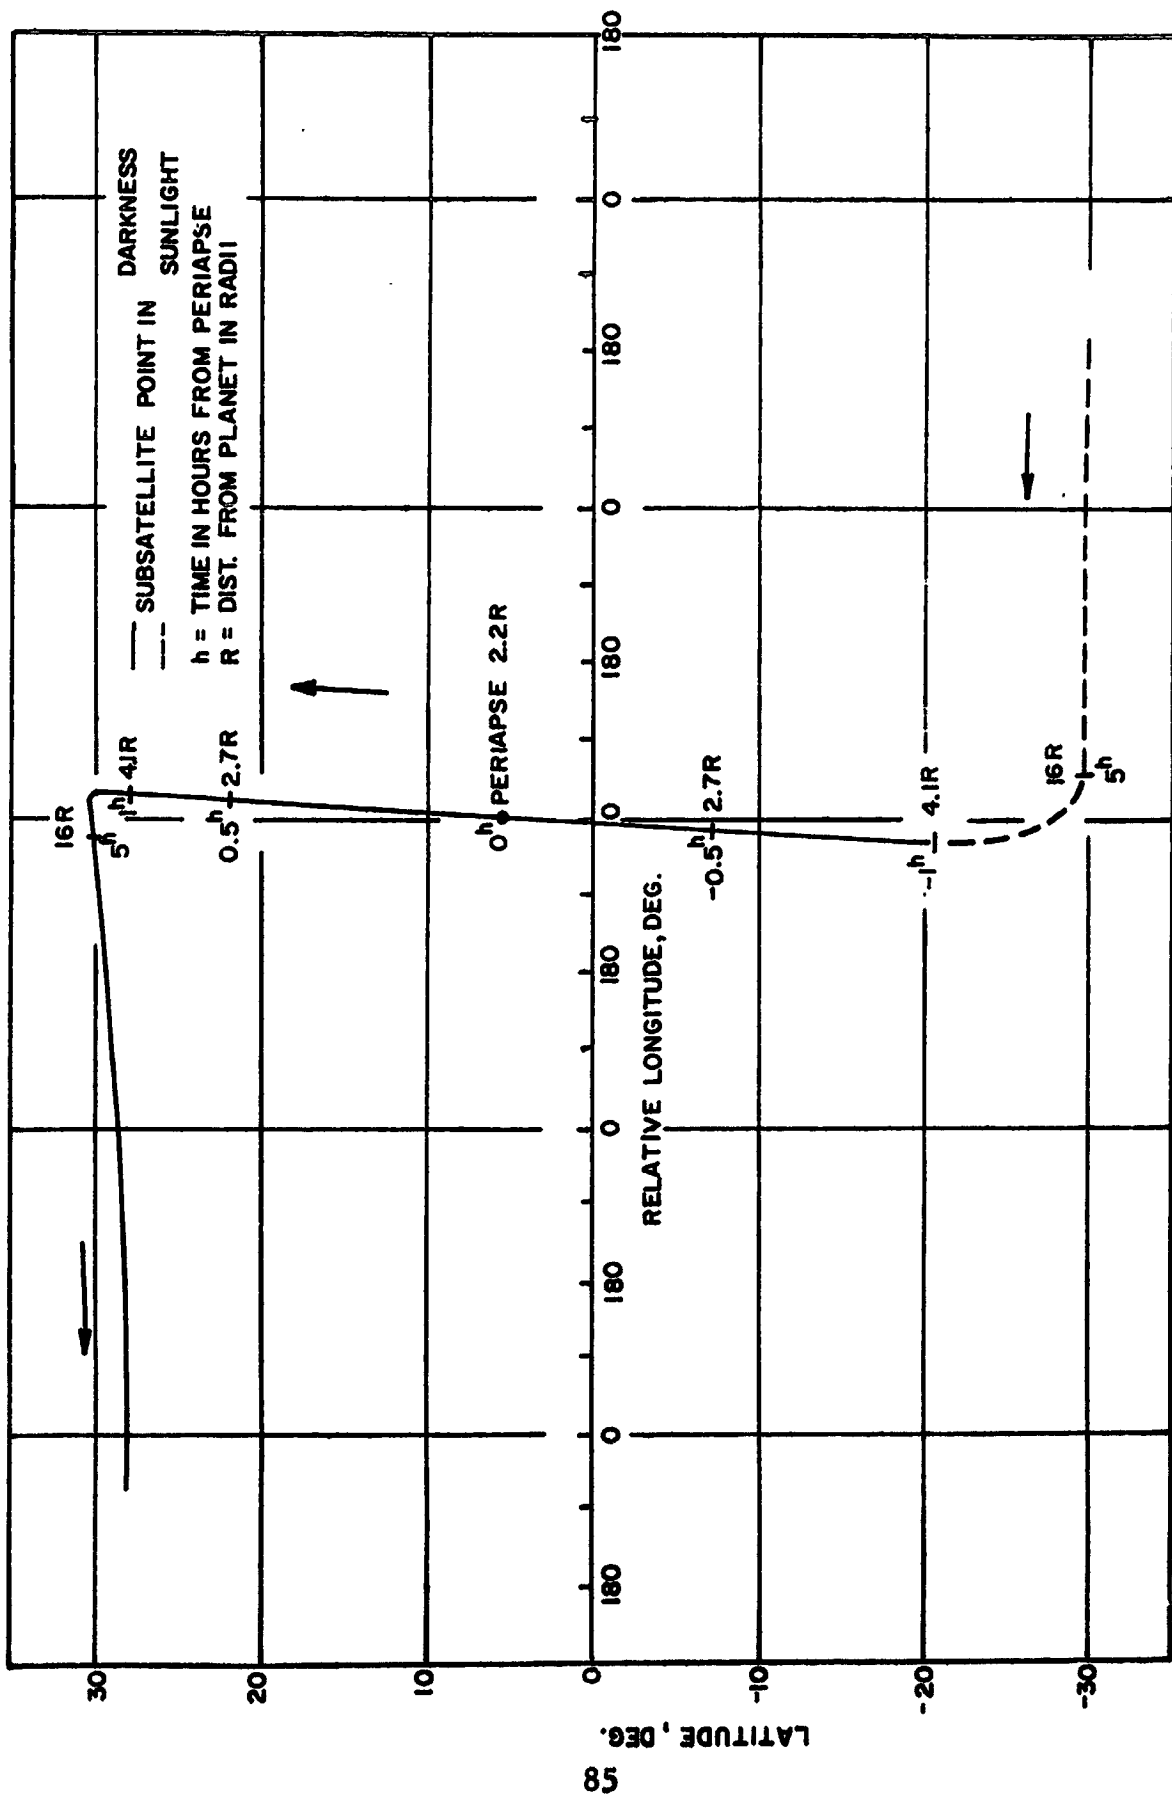 SUBSATELLITE POINT IN DARKNESS
SUNLIGHT
h = TIME IN HOURS FROM PERIAPSE
R = DIST. FROM PLANET IN RADII
16R
5h
1h 4.1R
0.5h 2.7R
0h PERIAPSE 2.2R
-0.5h 2.7R
-1h 4.1R
16R
5h
30
20
10
0
-10
-20
-30
LATITUDE, DEG.
180 0 180 0 180 0 180 0 180 0 180
RELATIVE LONGITUDE, DEG.
58